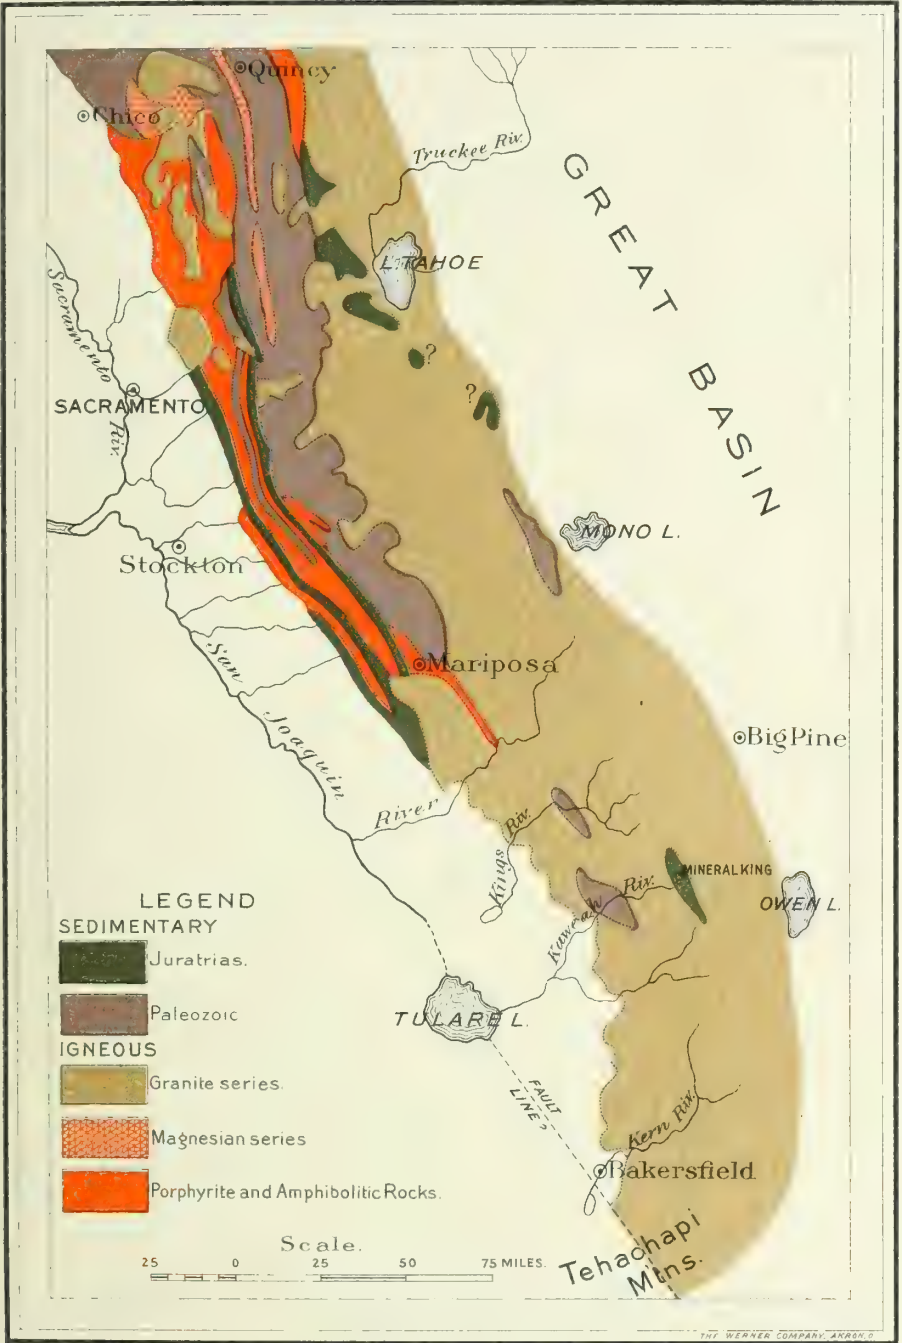 Quincy
Chico
Truckee Riv.
GREAT BASIN
L. TAHOE
Sacramento Riv.
?
?
SACRAMENTO
MONO L.
Stockton
Mariposa
San Joaquin River
Big Pine
Kings Riv.
MINERAL KING
Kaweah Riv.
OWEN L.
LEGEND
SEDIMENTARY
Juratrias.
Paleozoic
IGNEOUS
Granite series.
Magnesian series
Porphyrite and Amphibolitic Rocks.
TULARE L.
FAULT
LINE?
Kern Riv.
Bakersfield
Scale.
25 0 25 50 75 MILES.
Tehachapi
Mtns.
THE WERNER COMPANY, AKRON, O.